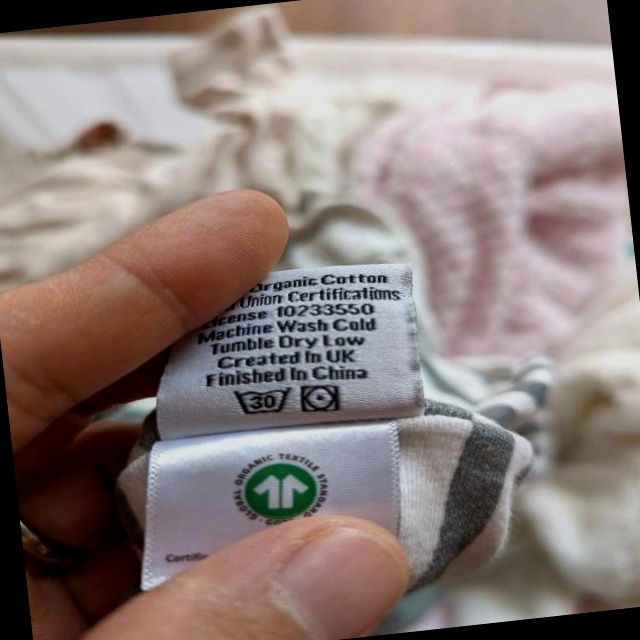 Organic Cotton
Union Certifications
License 10233550
Machine Wash Cold
Tumble Dry Low
Created In UK
Finished In China
30
GLOBAL ORGANIC TEXTILE STANDARD